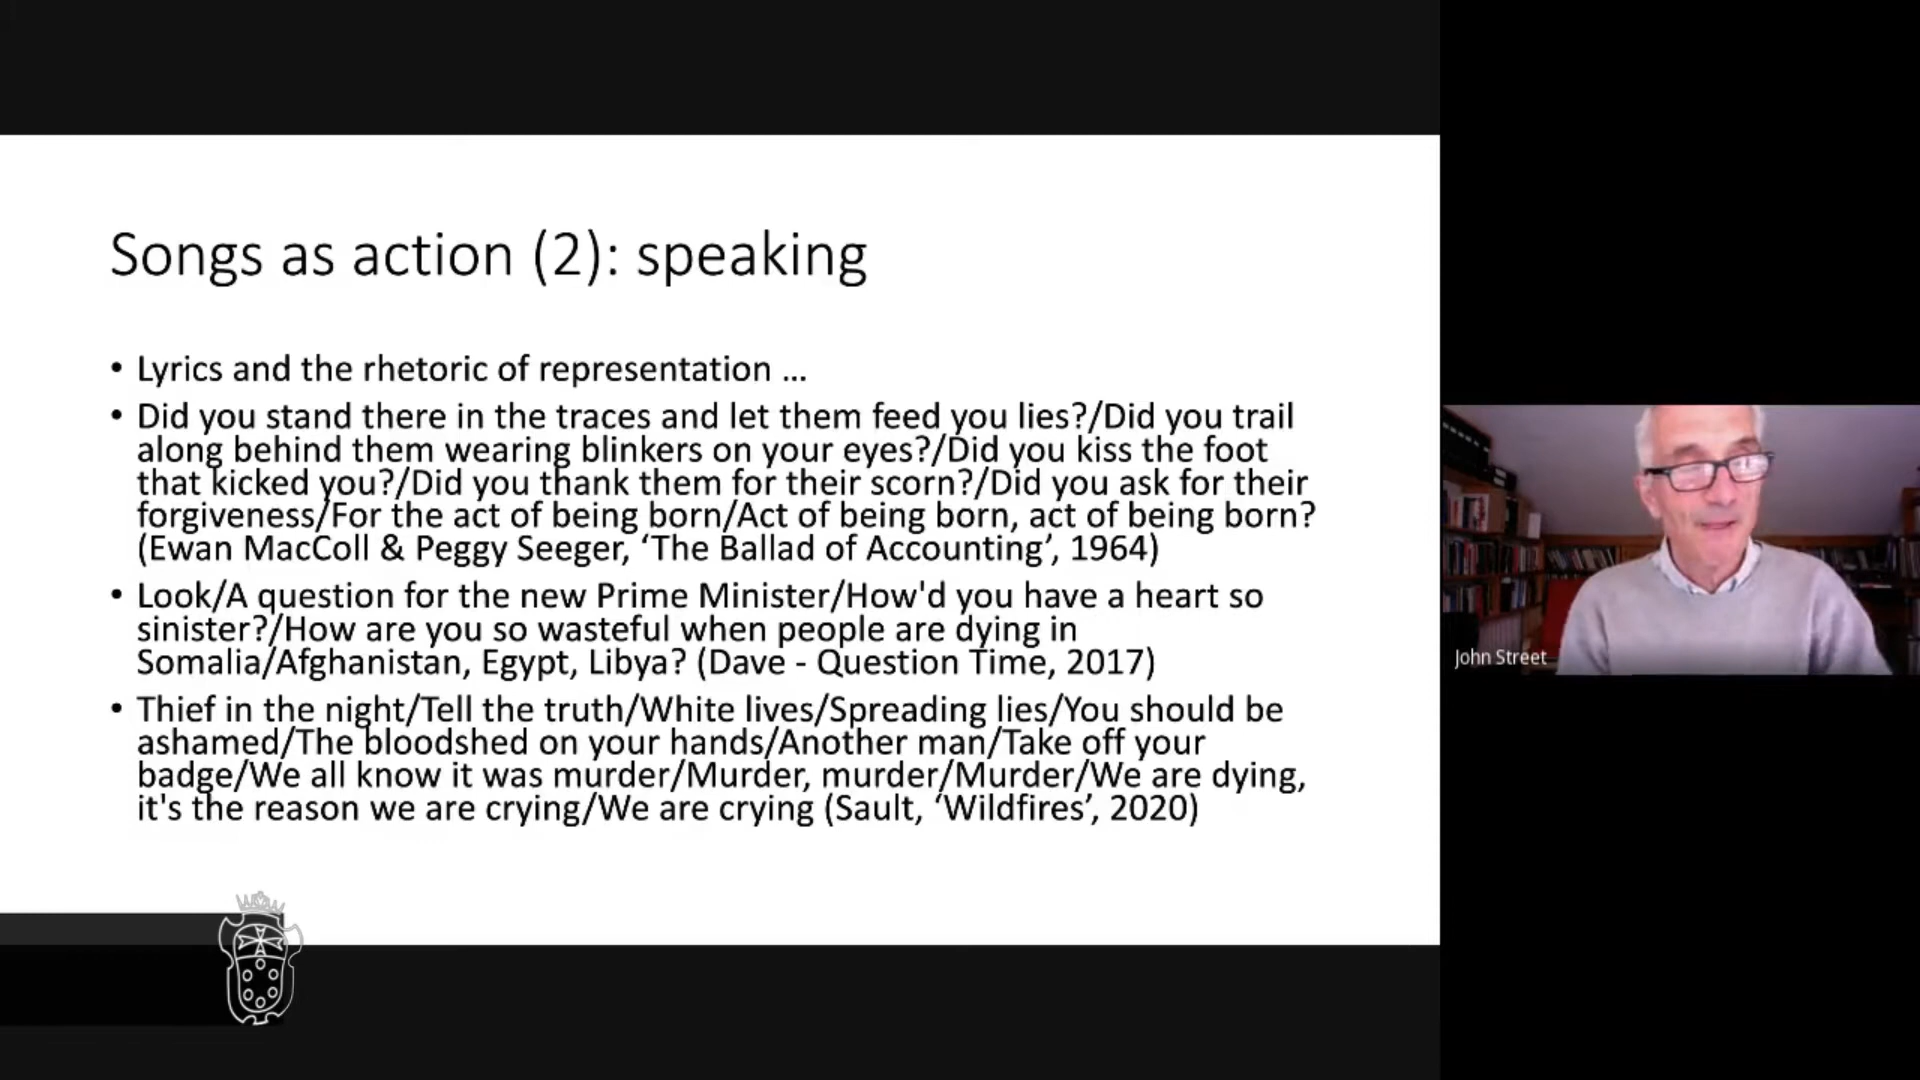 Songs as action (2): speaking
• Lyrics and the rhetoric of representation ...
• Did you stand there in the traces and let them feed you lies?/Did you trail
along behind them wearing blinkers on your eyes?/Did you kiss the foot
that kicked you?/Did you thank them for their scorn?/Did you ask for their
forgiveness/For the act of being born/Act of being born, act of being born?
(Ewan MacColl & Peggy Seeger, ‘The Ballad of Accounting’, 1964)
• Look/A question for the new Prime Minister/How'd you have a heart so
sinister?/How are you so wasteful when people are dying in
Somalia/Afghanistan, Egypt, Libya? (Dave - Question Time, 2017)
• Thief in the night/Tell the truth/White lives/Spreading lies/You should be
ashamed/The bloodshed on your hands/Another man/Take off your
badge/We all know it was murder/Murder, murder/Murder/We are dying,
it's the reason we are crying/We are crying (Sault, ‘Wildfires’, 2020)
John Street